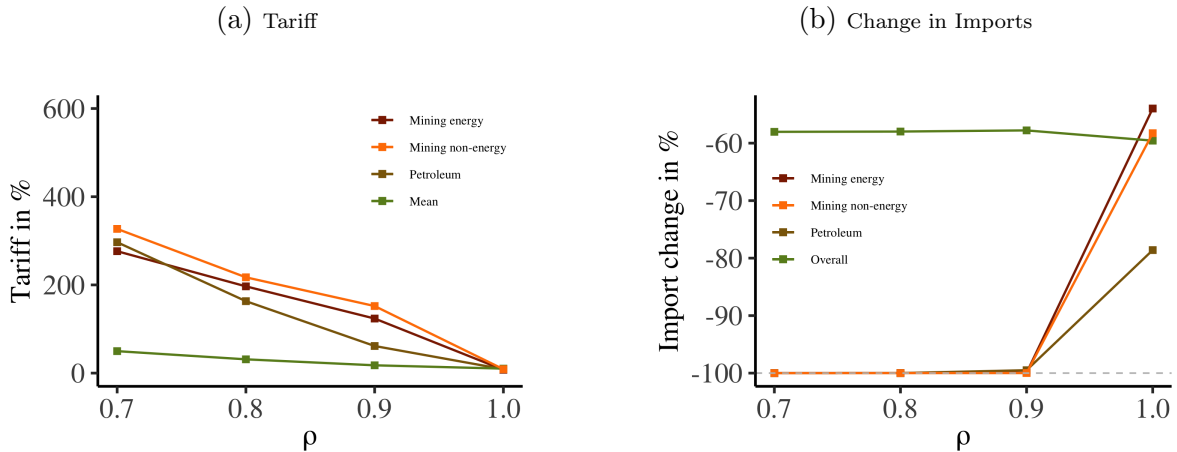 (a) Tariff
600
400
200
0
Tariff in %
0.7 0.8 0.9 1.0
ρ
Mining energy
Mining non-energy
Petroleum
Mean
(b) Change in Imports
-60
-70
-80
-90
-100
Import change in %
0.7 0.8 0.9 1.0
ρ
Mining energy
Mining non-energy
Petroleum
Overall